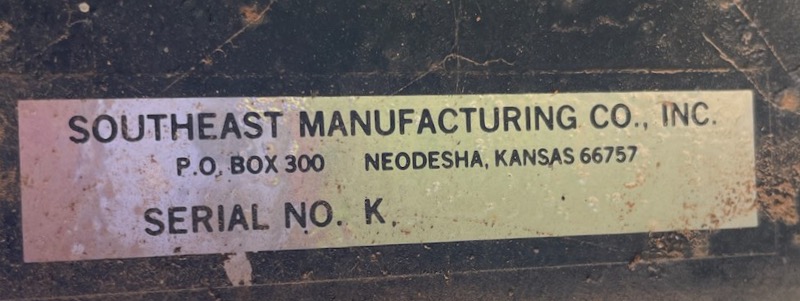 SOUTHEAST MANUFACTURING CO., INC.
P.O. BOX 300 NEODESHA, KANSAS 66757
SERIAL NO. K